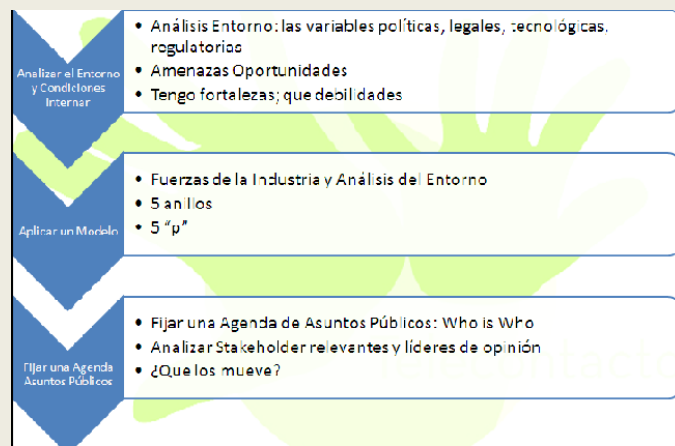 Analizar el Entorno
y Condiciones
Internar
• Análisis Entorno: las variables políticas, legales, tecnológicas,
regulatorias
• Amenazas Oportunidades
• Tengo fortalezas; que debilidades
Aplicar un Modelo
• Fuerzas de la Industria y Análisis del Entorno
• 5 anillos
• 5 "p"
Fijar una Agenda
Asuntos Públicos
• Fijar una Agenda de Asuntos Públicos: Who is Who
• Analizar Stakeholder relevantes y líderes de opinión
• ¿Que los mueve?